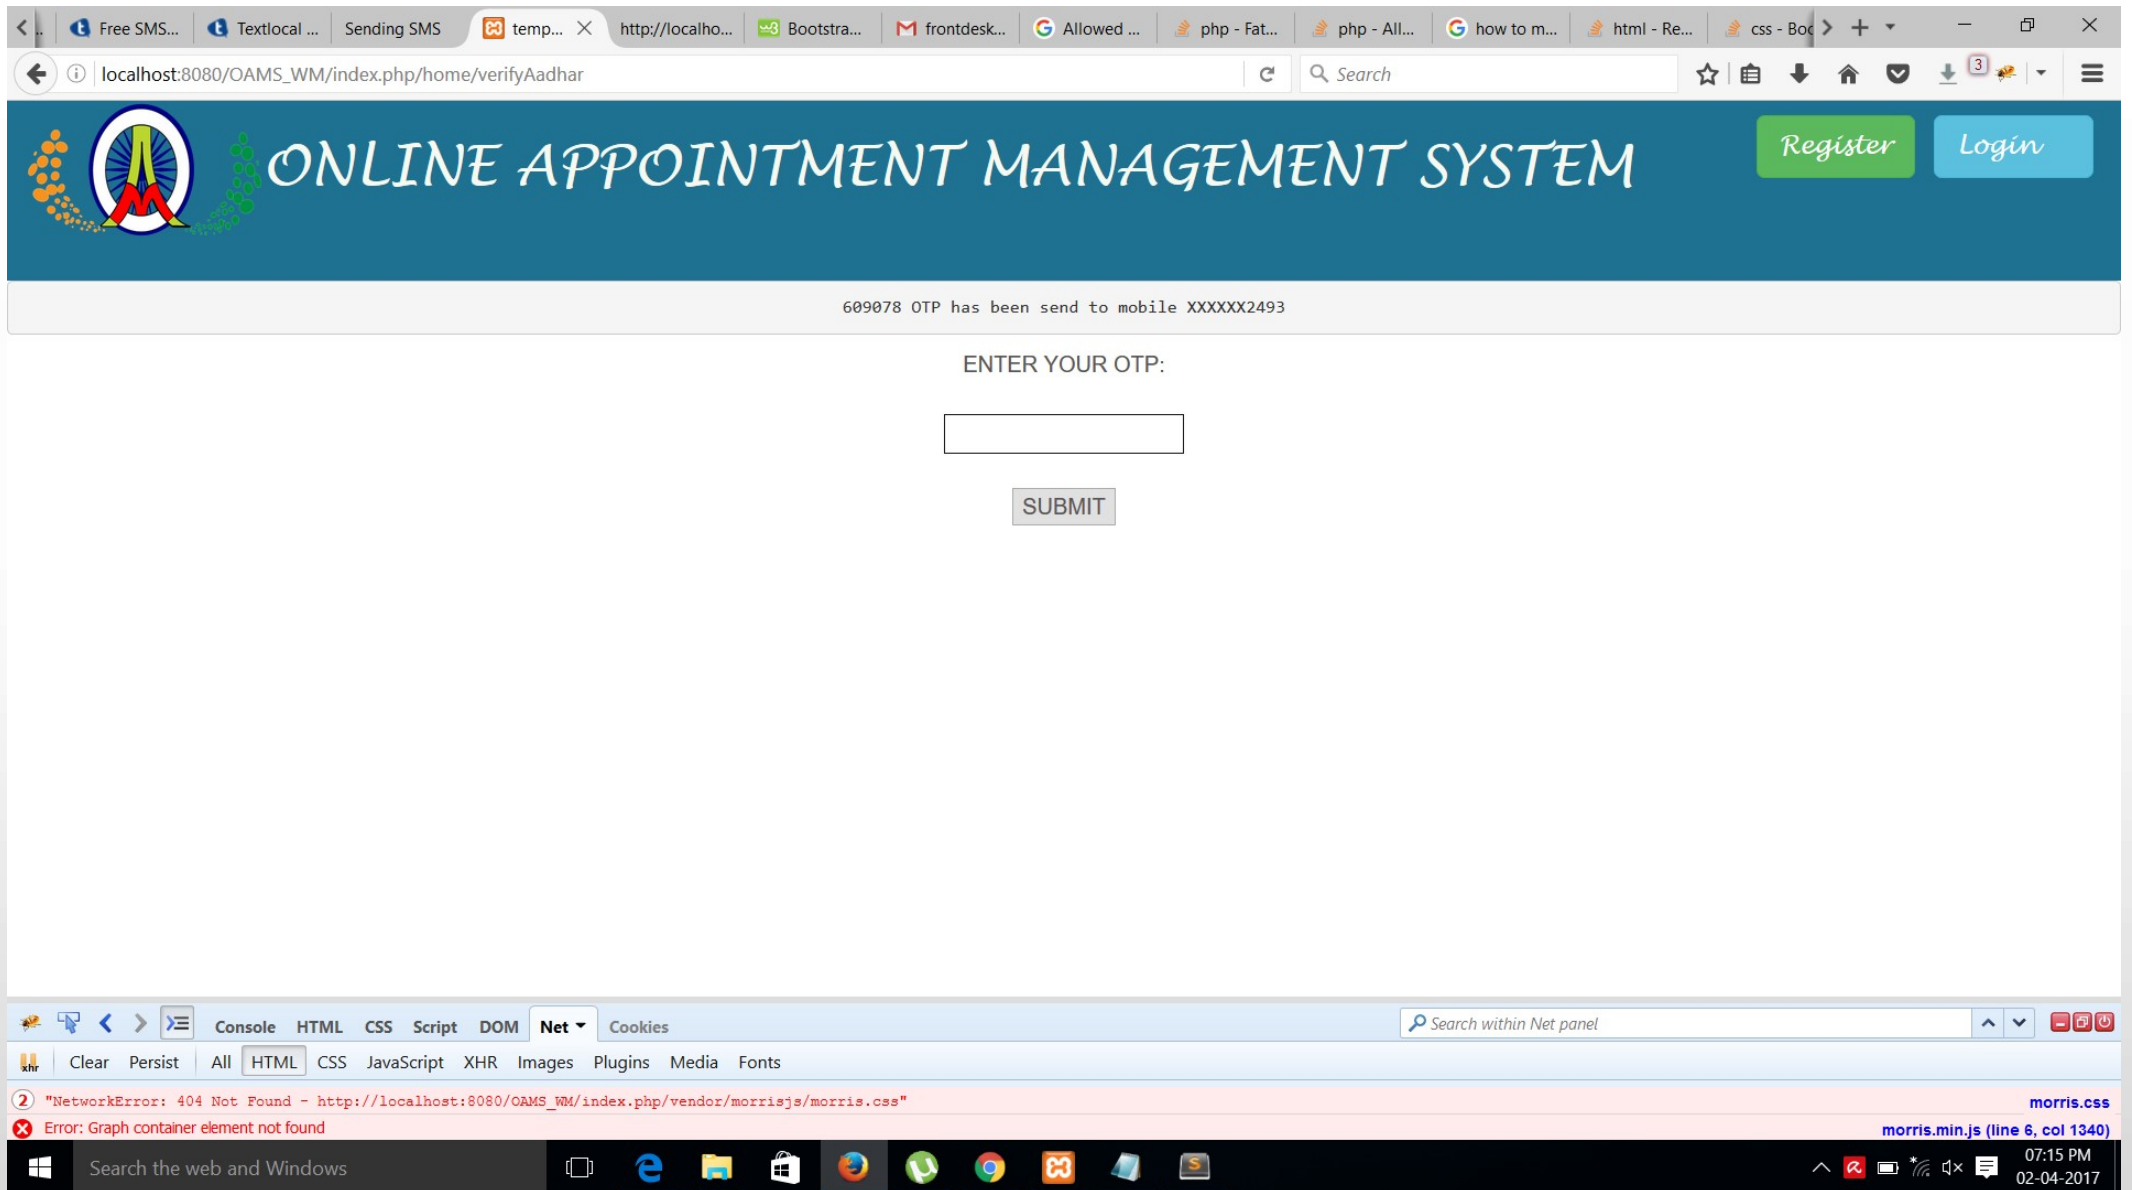 Free SMS... Textlocal ... Sending SMS temp... http://localho... Bootstra... frontdesk... Allowed ... php - Fat... php - All... how to m... html - Re... css - Boc
localhost:8080/OAMS_WM/index.php/home/verifyAadhar Search 3
ONLINE APPOINTMENT MANAGEMENT SYSTEM Register Login
609078 OTP has been send to mobile XXXXXX2493
ENTER YOUR OTP:
SUBMIT
Console HTML CSS Script DOM Net Cookies Search within Net panel
xhr Clear Persist All HTML CSS JavaScript XHR Images Plugins Media Fonts
2 "NetworkError: 404 Not Found - http://localhost:8080/OAMS_WM/index.php/vendor/morrisjs/morris.css" morris.css
Error: Graph container element not found morris.min.js (line 6, col 1340)
Search the web and Windows 07:15 PM
02-04-2017